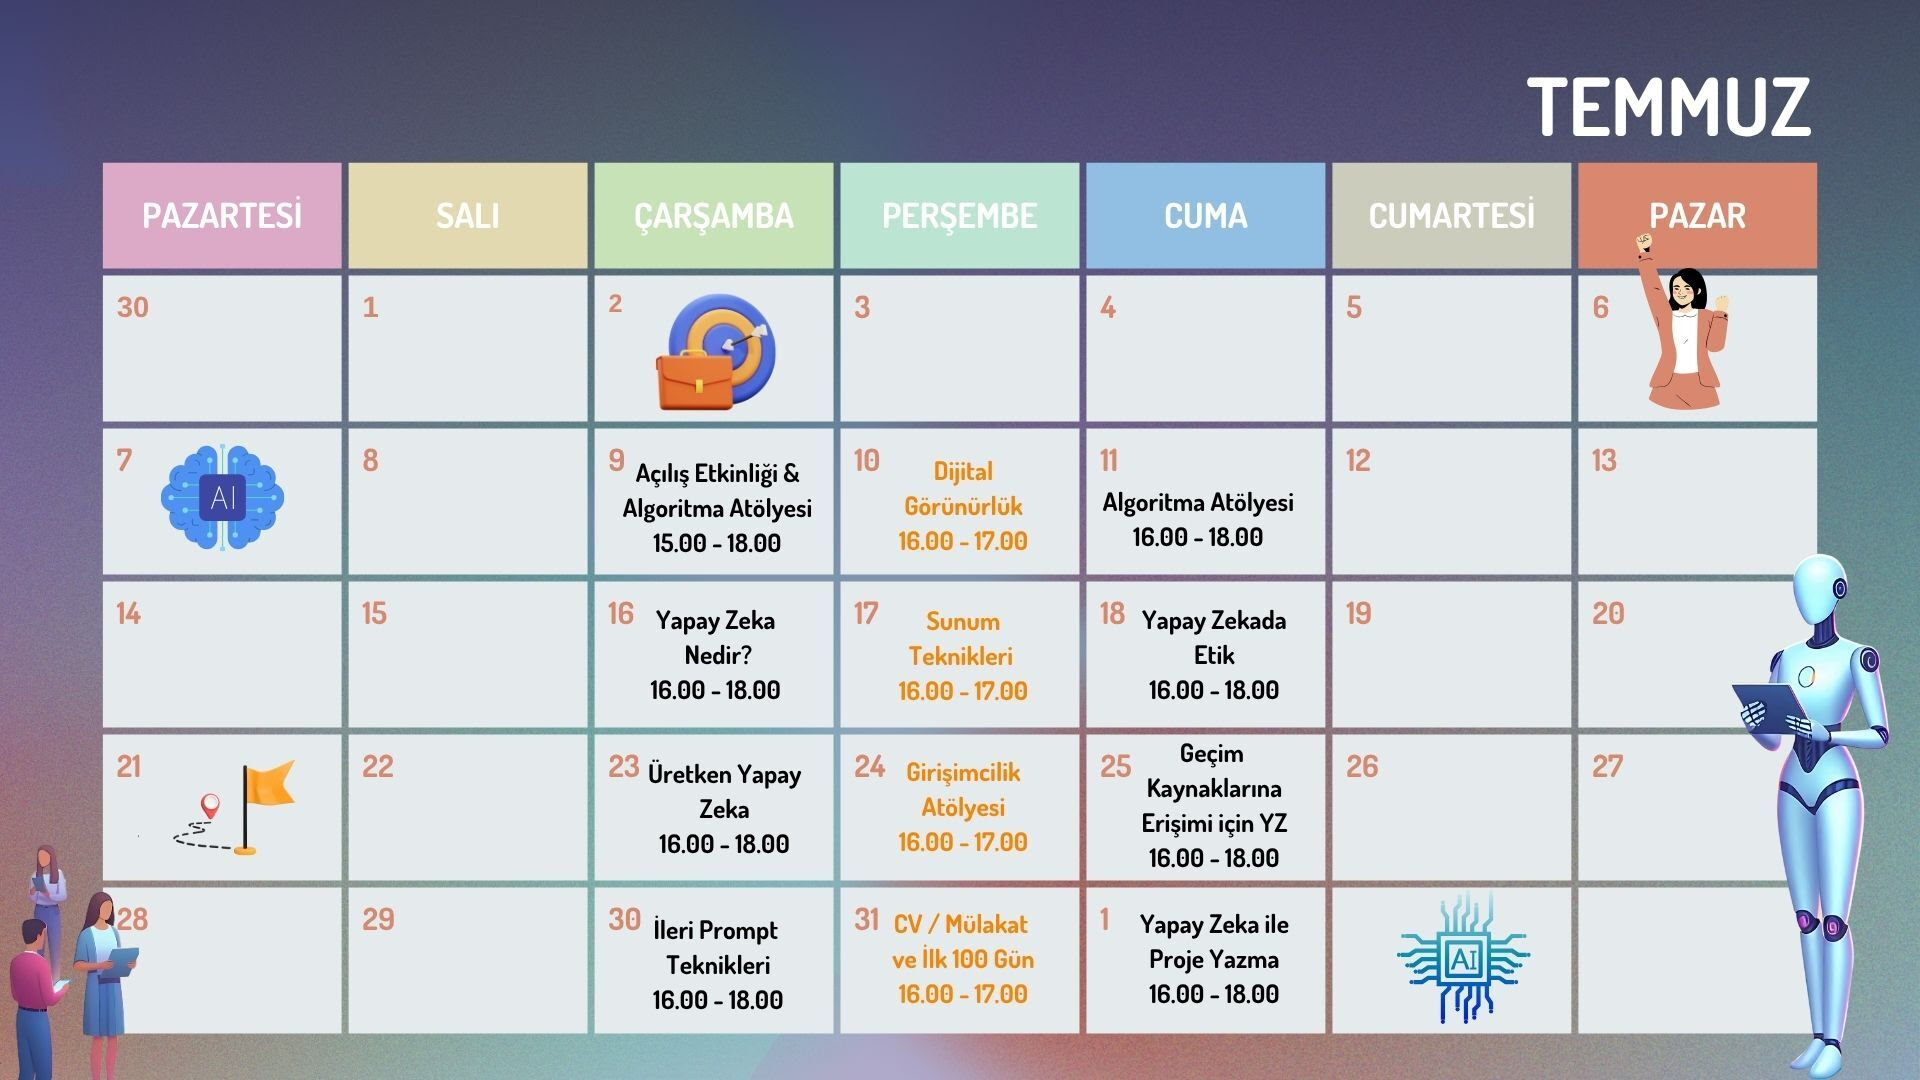 TEMMUZ
PAZARTESİ
SALI
ÇARŞAMBA
PERŞEMBE
CUMA
CUMARTESİ
PAZAR
30
1
2
3
4
5
6
7
AI
8
9
Açılış Etkinliği &
Algoritma Atölyesi
15.00 - 18.00
10
Dijital
Görünürlük
16.00 - 17.00
11
Algoritma Atölyesi
16.00 - 18.00
12
13
14
15
16
Yapay Zeka
Nedir?
16.00 - 18.00
17
Sunum
Teknikleri
16.00 - 17.00
18
Yapay Zekada
Etik
16.00 - 18.00
19
20
21
22
23
Üretken Yapay
Zeka
16.00 - 18.00
24
Girişimcilik
Atölyesi
16.00 - 17.00
25
Geçim
Kaynaklarına
Erişimi için YZ
16.00 - 18.00
26
27
28
29
30
İleri Prompt
Teknikleri
16.00 - 18.00
31
CV / Mülakat
ve İlk 100 Gün
16.00 - 17.00
1
Yapay Zeka ile
Proje Yazma
16.00 - 18.00
AI